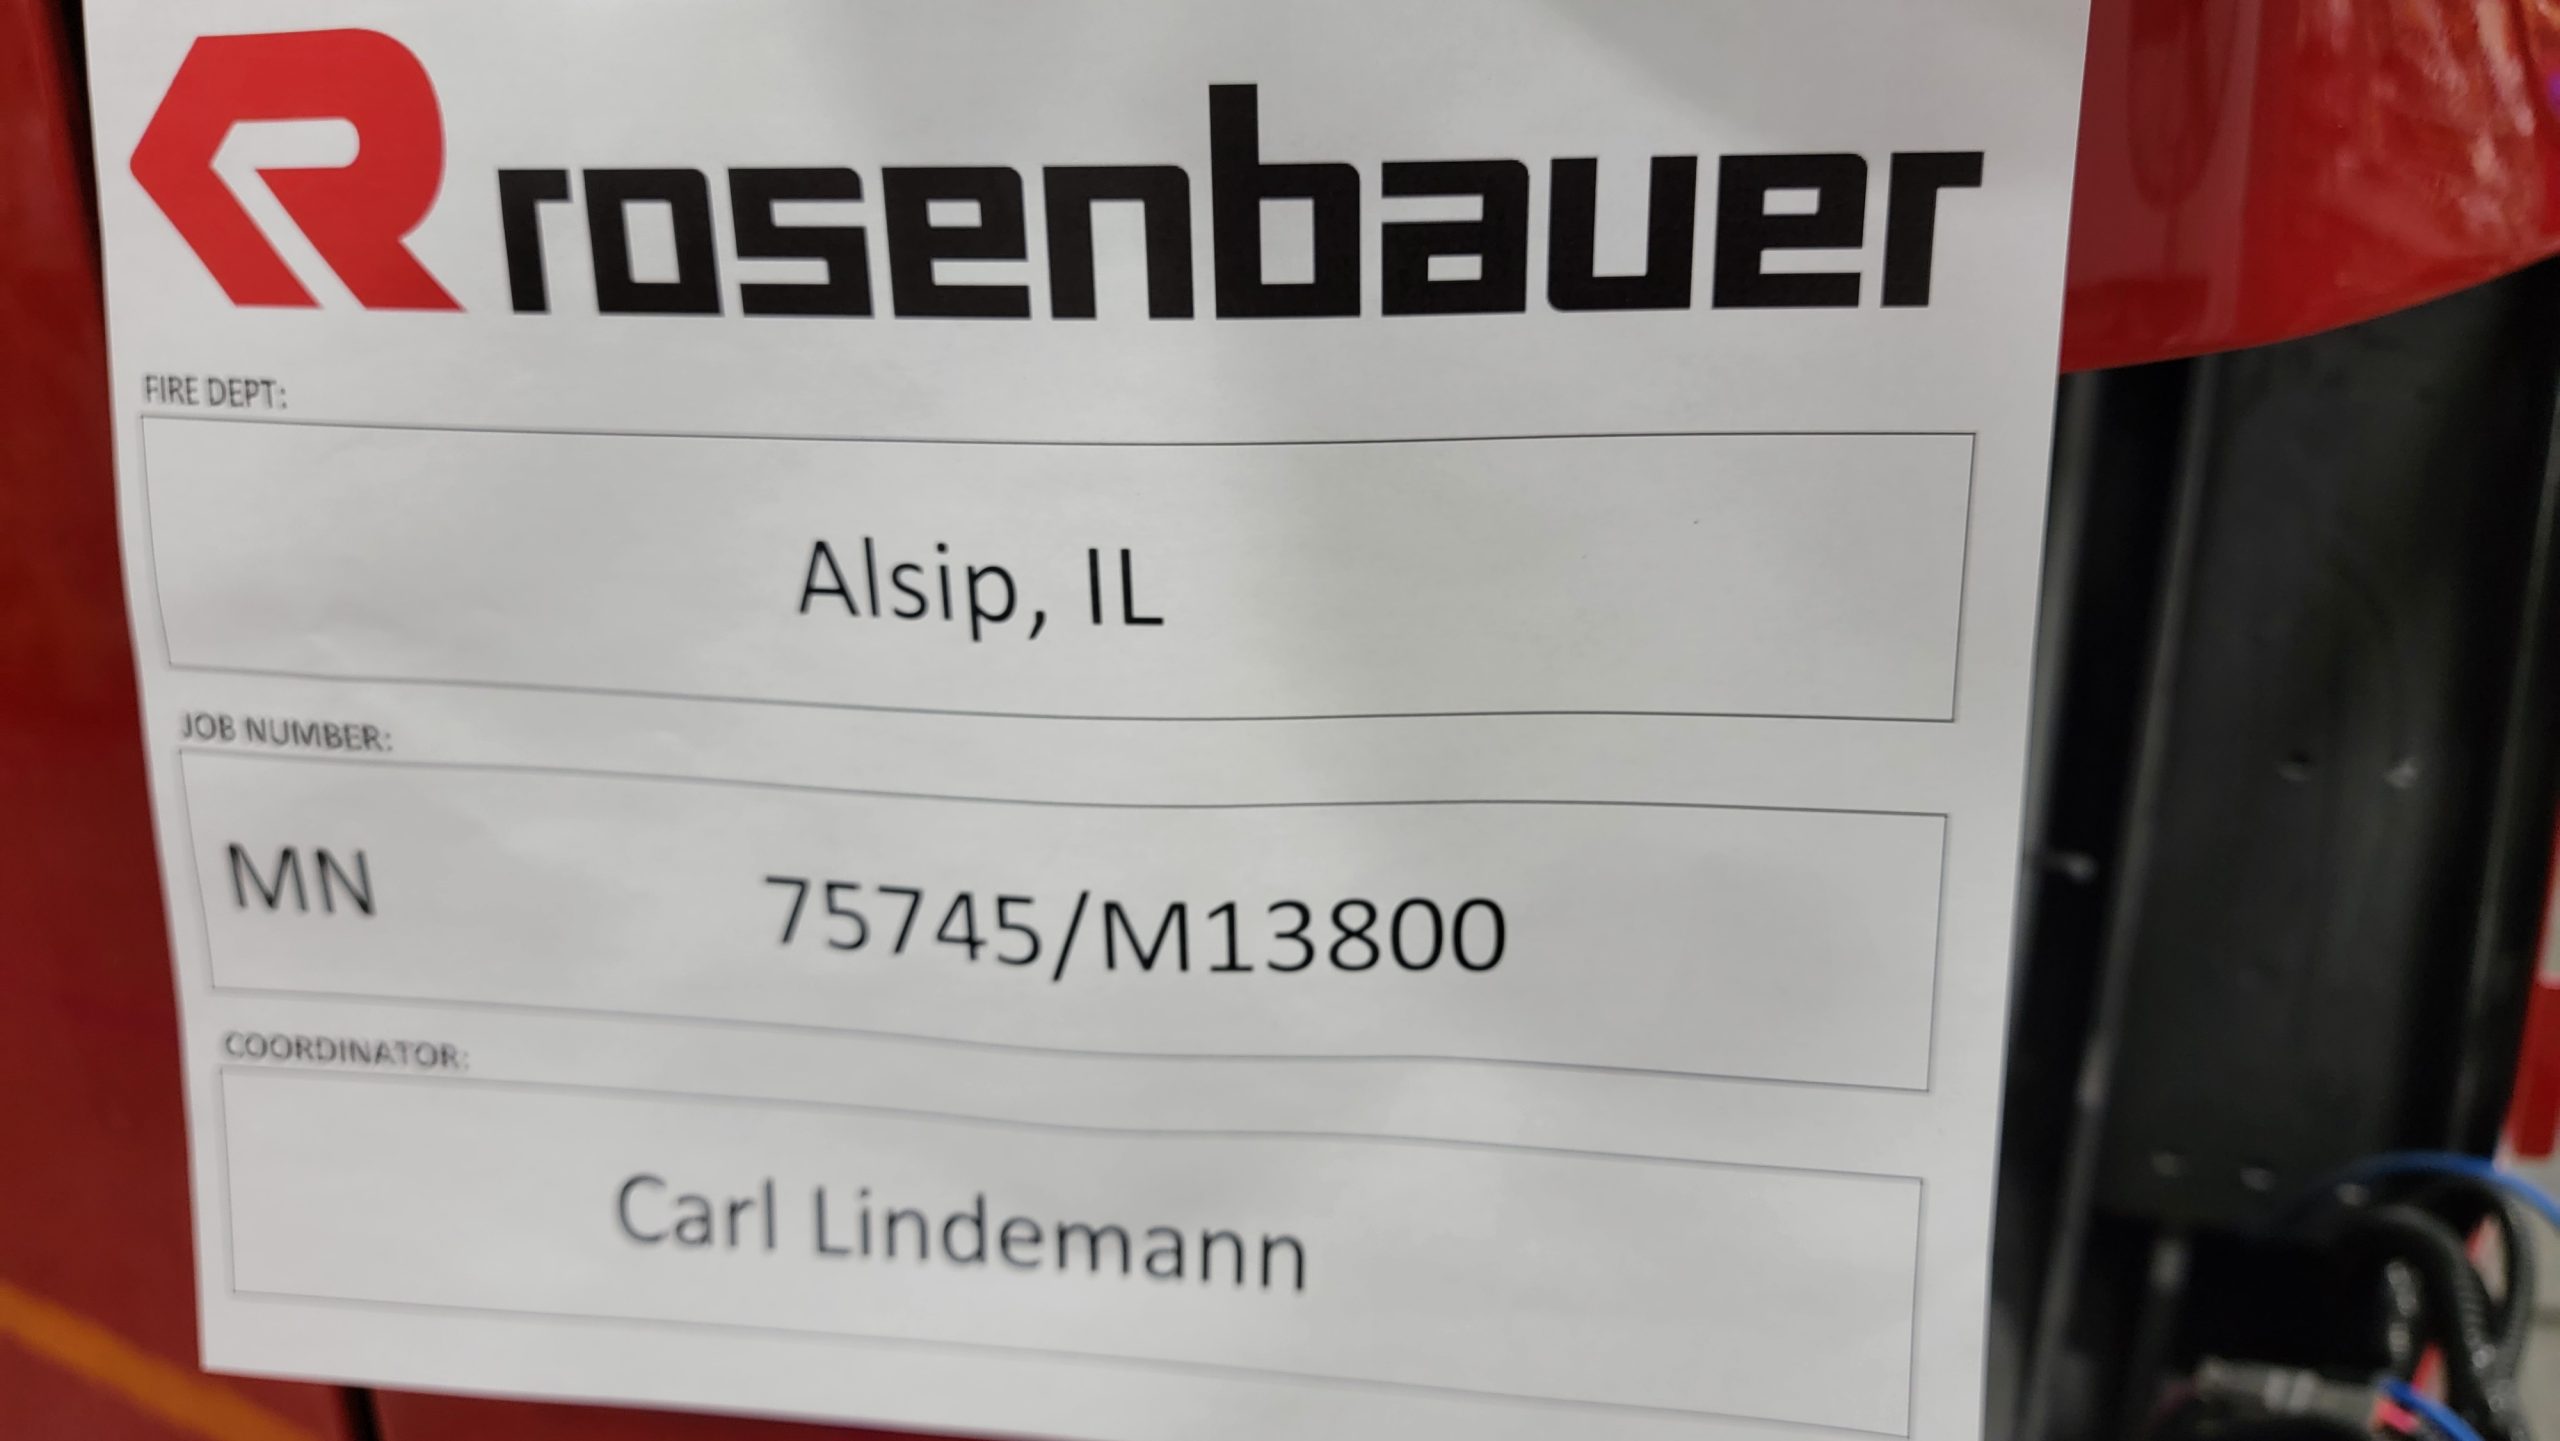 rosenbauer
FIRE DEPT:
Alsip, IL
JOB NUMBER:
MN 75745/M13800
COORDINATOR:
Carl Lindemann